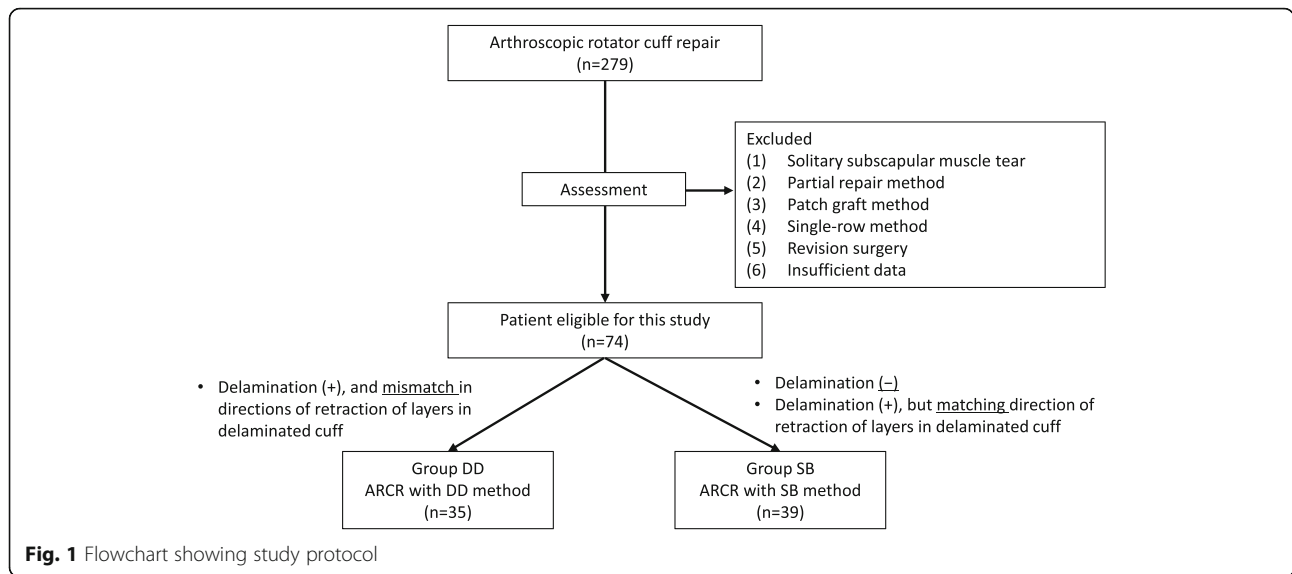 Arthroscopic rotator cuff repair
(n=279)
Assessment
Excluded
(1) Solitary subscapular muscle tear
(2) Partial repair method
(3) Patch graft method
(4) Single-row method
(5) Revision surgery
(6) Insufficient data
Patient eligible for this study
(n=74)
• Delamination (+), and mismatch in
directions of retraction of layers in
delaminated cuff
• Delamination (−)
• Delamination (+), but matching direction of
retraction of layers in delaminated cuff
Group DD
ARCR with DD method
(n=35)
Group SB
ARCR with SB method
(n=39)
Fig. 1 Flowchart showing study protocol